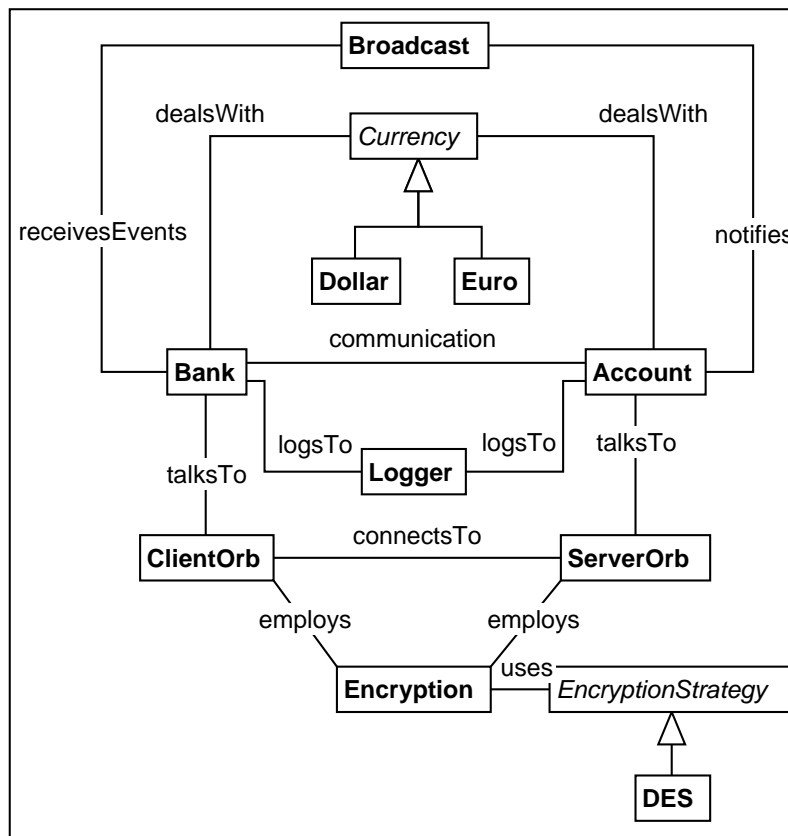 Broadcast
dealsWith
Currency
dealsWith
receivesEvents
notifies
Dollar
Euro
communication
Bank
Account
logsTo
Logger
logsTo
talksTo
talksTo
connectsTo
ClientOrb
ServerOrb
employs
employs
uses
Encryption
EncryptionStrategy
DES